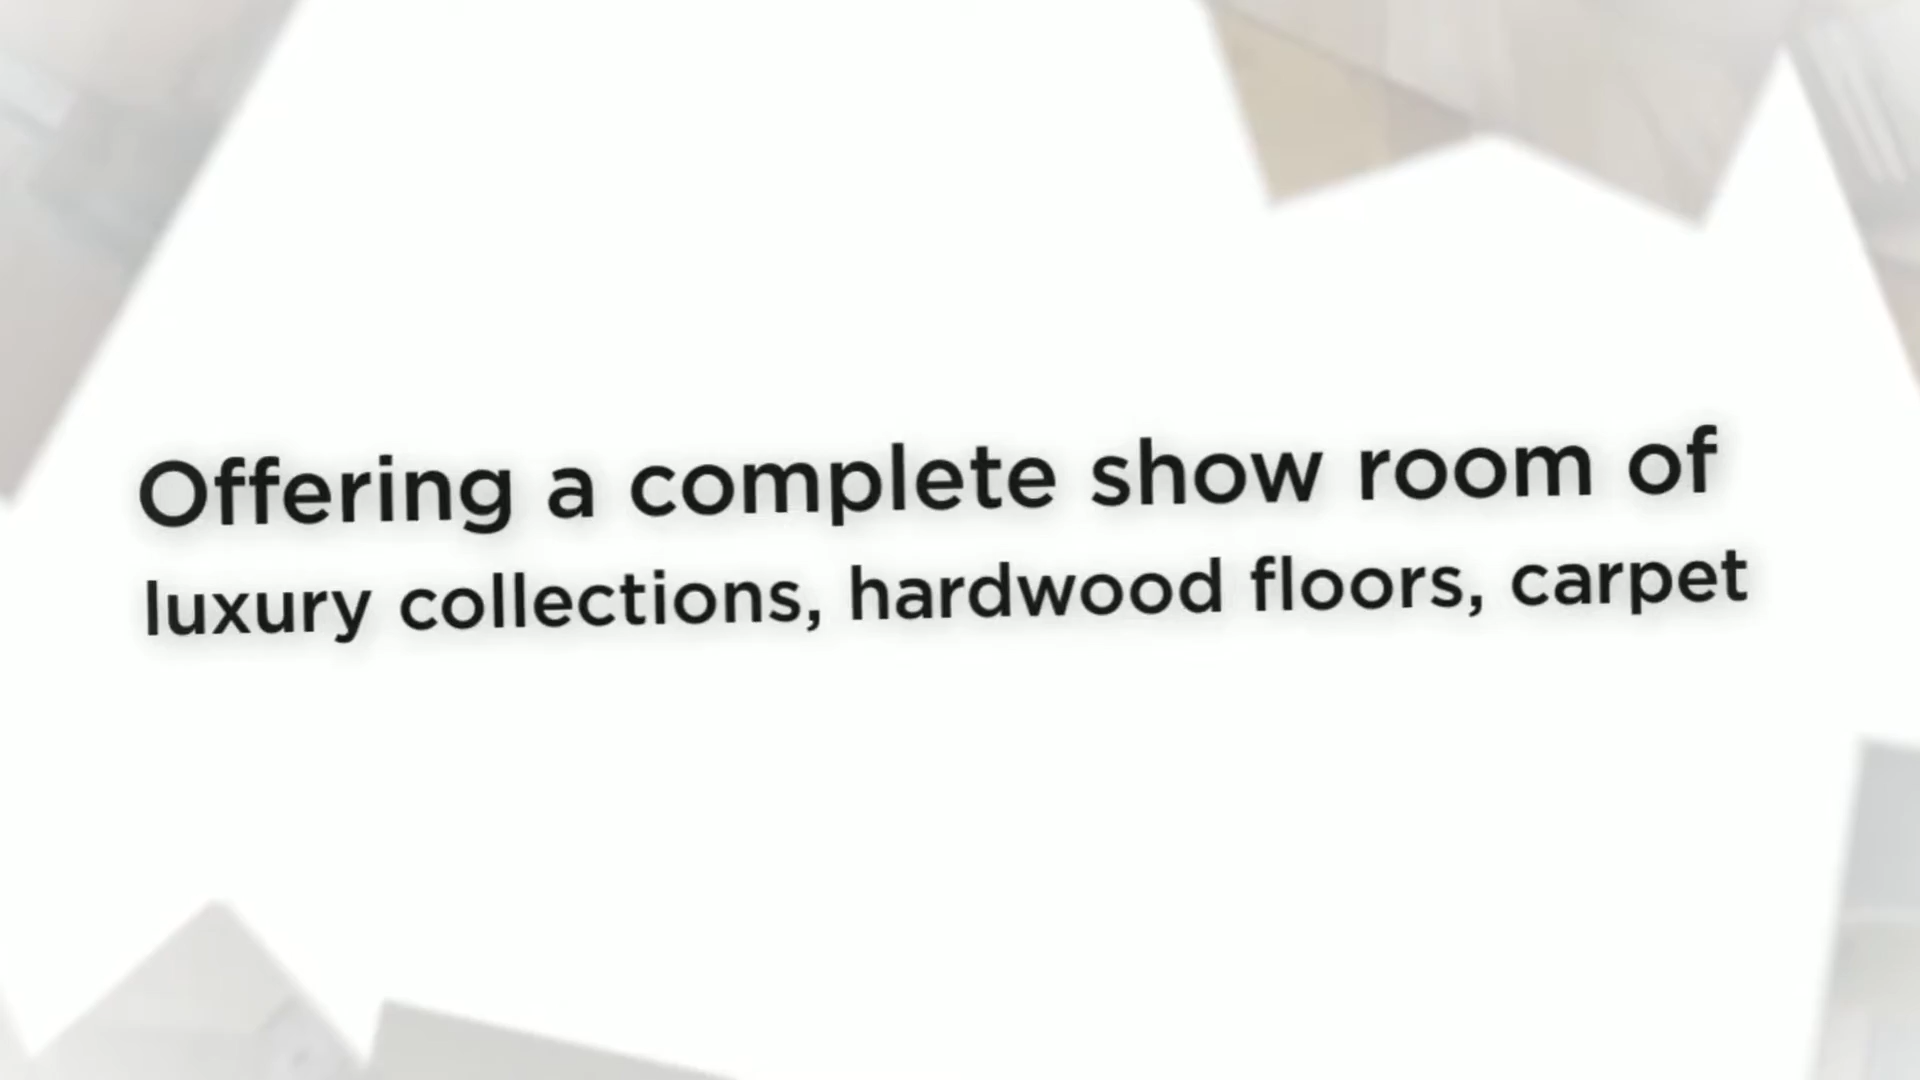 Offering a complete show room of
luxury collections, hardwood floors, carpet